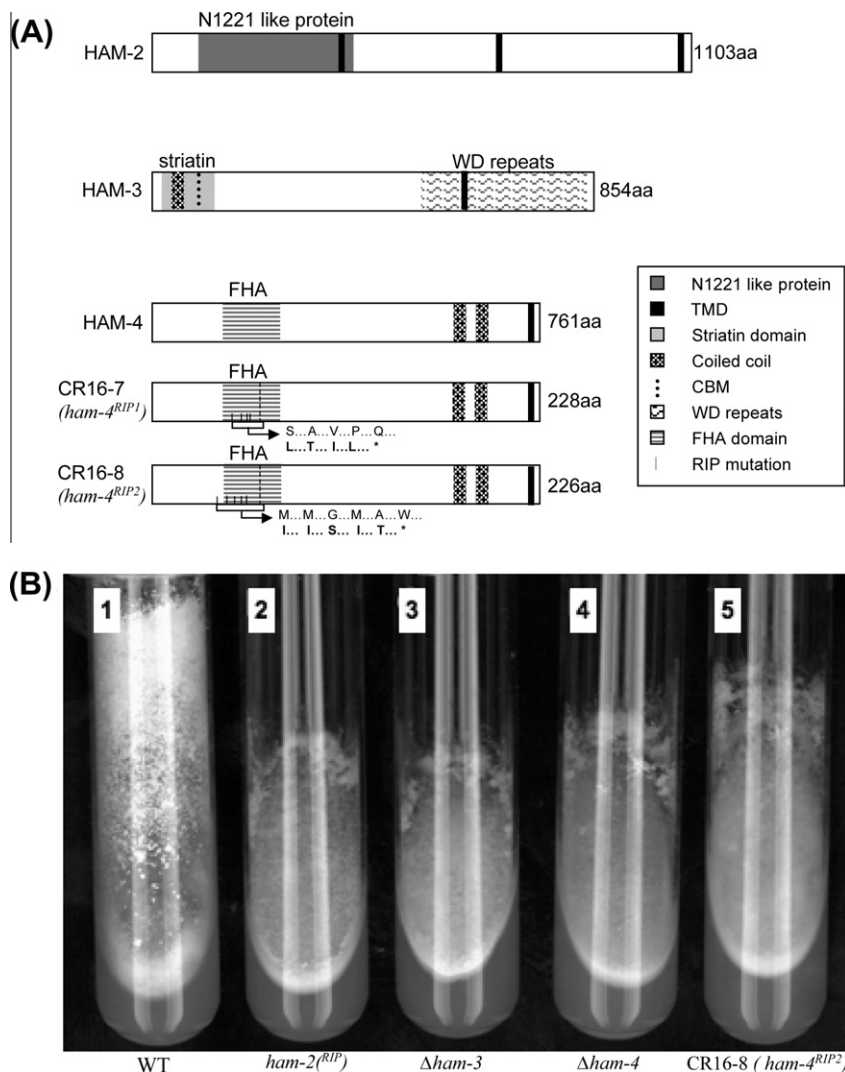 (A)
N1221 like protein
HAM-2
1103aa
striatin
WD repeats
HAM-3
854aa
FHA
HAM-4
761aa
FHA
CR16-7
(ham-4RIP1)
228aa
S...A...V...P...Q...
L...T... I...L... *
FHA
CR16-8
(ham-4RIP2)
226aa
M...M...G...M...A...W...
I... I... S... I... T... *
N1221 like protein
TMD
Striatin domain
Coiled coil
CBM
WD repeats
FHA domain
RIP mutation
(B)
1
2
3
4
5
WT
ham-2(RIP)
Δham-3
Δham-4
CR16-8 ( ham-4RIP2)